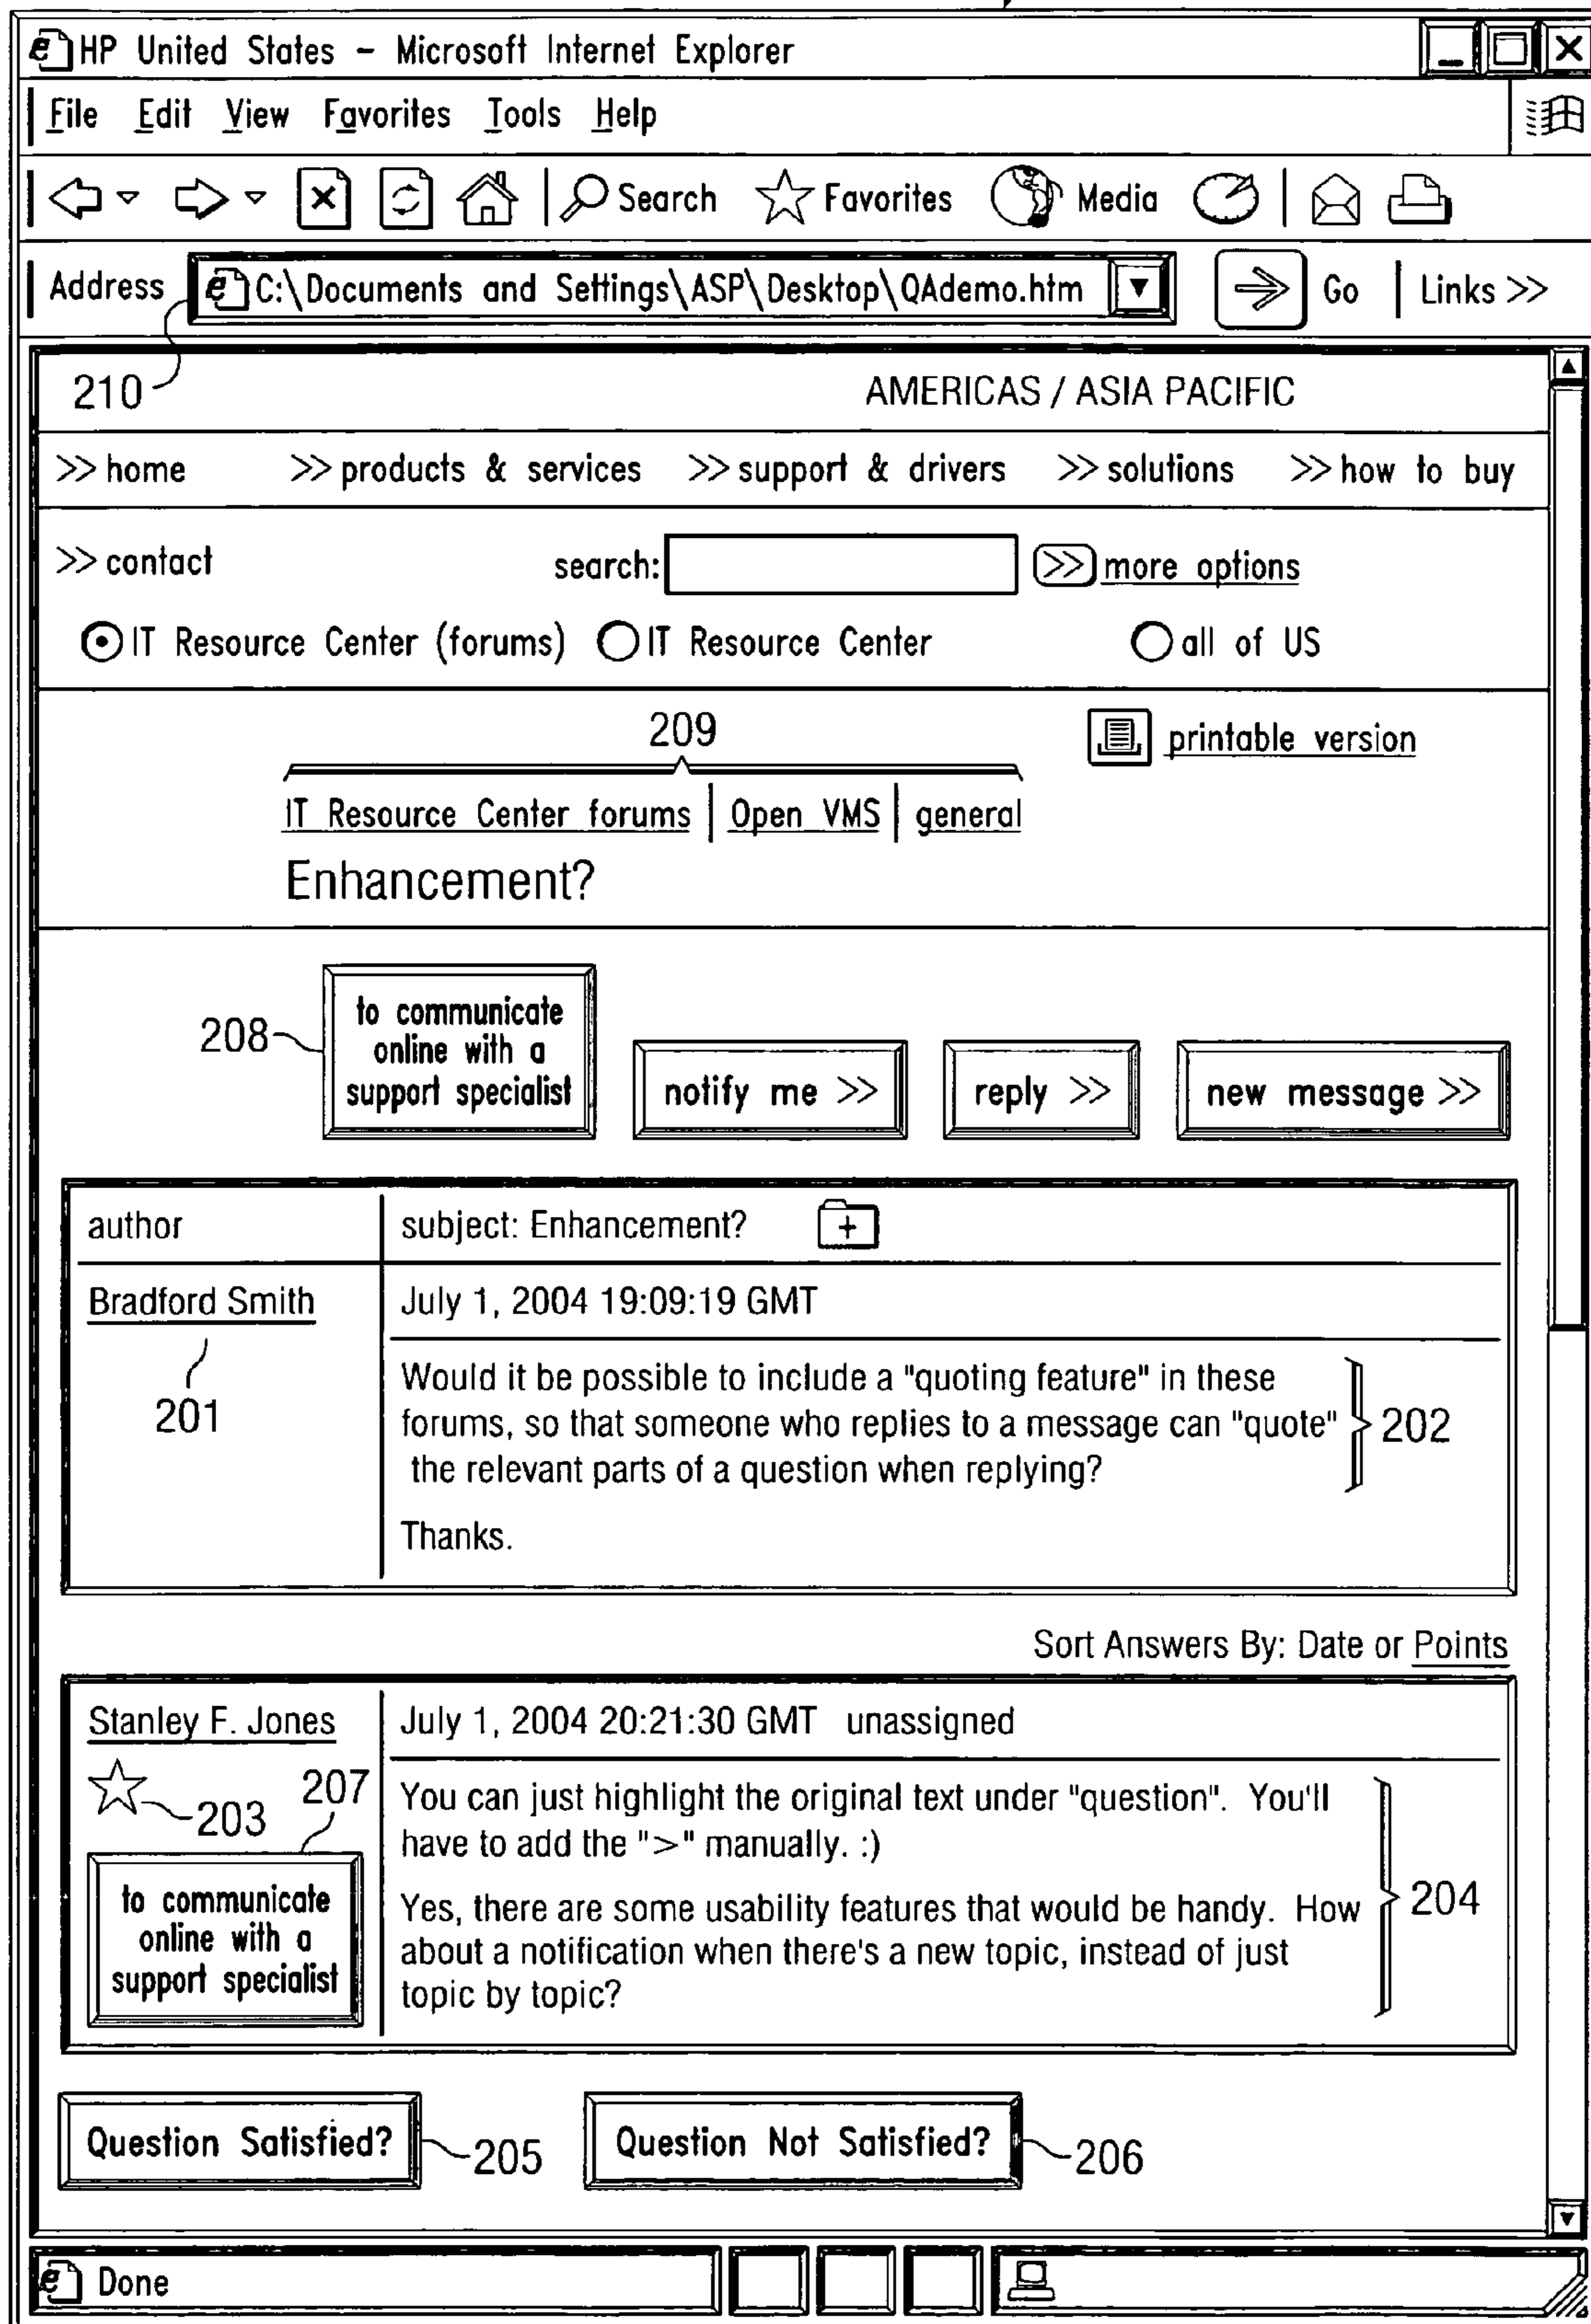 HP United States - Microsoft Internet Explorer
File Edit View Favorites Tools Help
Search Favorites Media
Address C:\Documents and Settings\ASP\Desktop\QAdemo.htm Go Links >>
210 AMERICAS / ASIA PACIFIC
>> home >> products & services >> support & drivers >> solutions >> how to buy
>> contact search: >> more options
IT Resource Center (forums) IT Resource Center all of US
209 printable version
IT Resource Center forums | Open VMS | general
Enhancement?
208
to communicate
online with a
support specialist
notify me >> reply >> new message >>
author subject: Enhancement?
Bradford Smith July 1, 2004 19:09:19 GMT
201
Would it be possible to include a "quoting feature" in these
forums, so that someone who replies to a message can "quote"
the relevant parts of a question when replying?
202
Thanks.
Sort Answers By: Date or Points
Stanley F. Jones July 1, 2004 20:21:30 GMT unassigned
203 207
to communicate
online with a
support specialist
You can just highlight the original text under "question". You'll
have to add the ">" manually. :)
Yes, there are some usability features that would be handy. How
about a notification when there's a new topic, instead of just
topic by topic?
204
Question Satisfied? 205 Question Not Satisfied? 206
Done